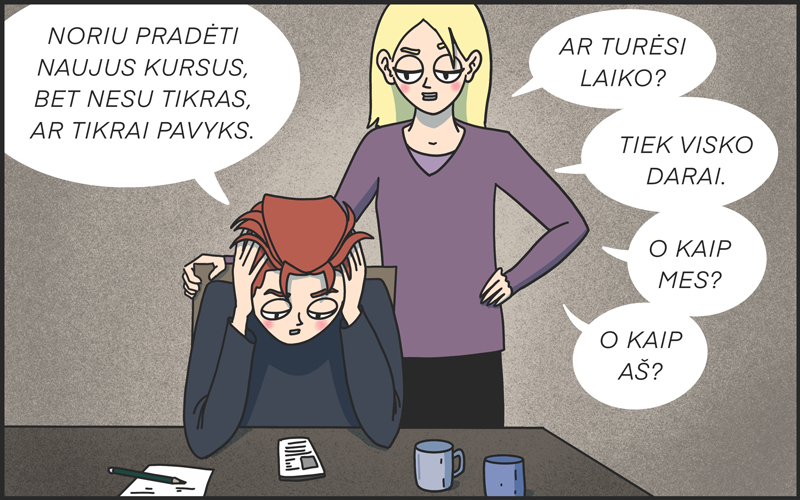 NORIU PRADĖTI
NAUJUS KURSUS,
BET NESU TIKRAS,
AR TIKRAI PAVYKS.
AR TURĖSI
LAIKO?
TIEK VISKO
DARAI.
O KAIP
MES?
O KAIP
AŠ?